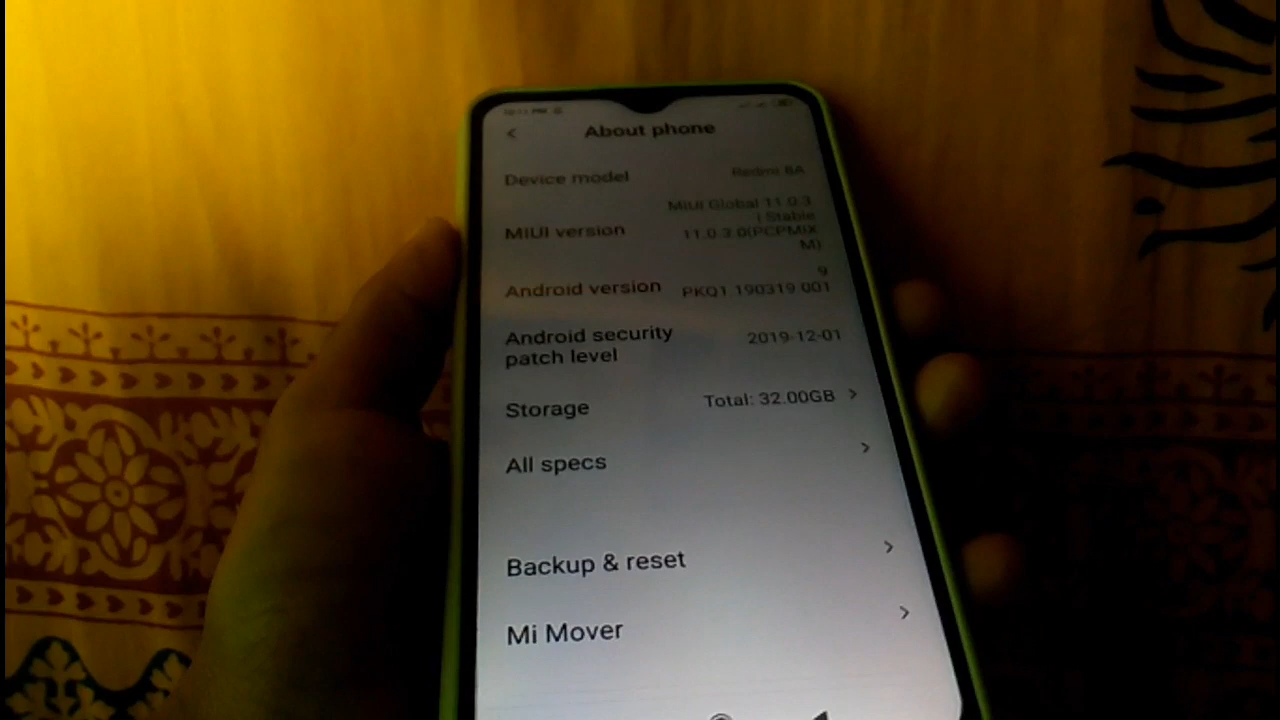 About phone
Device model
Redmi 8A
MIUI version
MIUI Global 11.0.3
| Stable
11.0.3.0(PCPMIX
M)
Android version
9
PKQ1.190319.001
Android security
patch level
2019-12-01
Storage
Total: 32.00GB
All specs
Backup & reset
Mi Mover